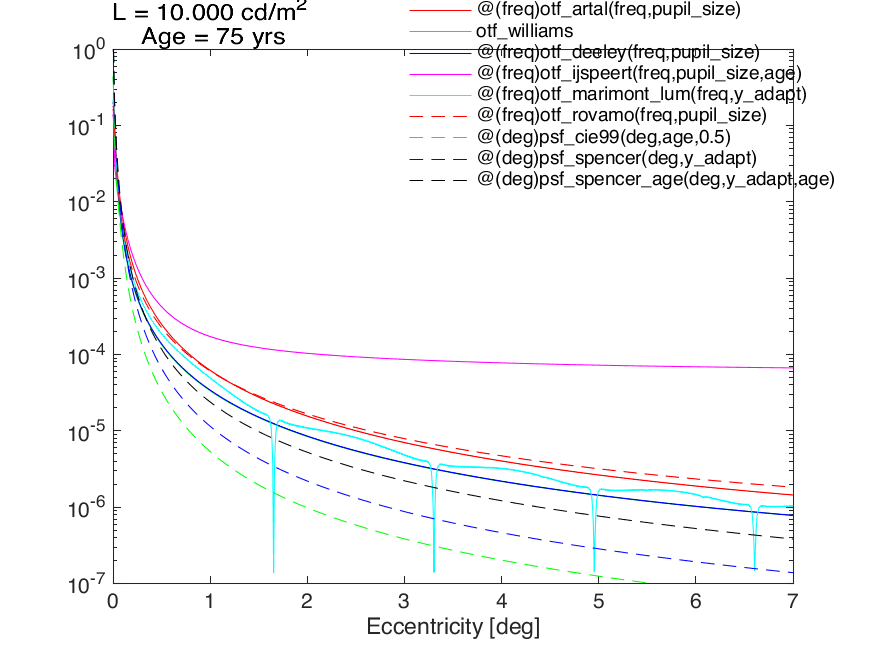 L = 10.000 cd/m²
Age = 75 yrs
@(freq)otf_artal(freq,pupil_size)
otf_williams
@(freq)otf_deeley(freq,pupil_size)
@(freq)otf_ijspeert(freq,pupil_size,age)
@(freq)otf_marimont_lum(freq,y_adapt)
@(freq)otf_rovamo(freq,pupil_size)
@(deg)psf_cie99(deg,age,0.5)
@(deg)psf_spencer(deg,y_adapt)
@(deg)psf_spencer_age(deg,y_adapt,age)
10⁰
10⁻¹
10⁻²
10⁻³
10⁻⁴
10⁻⁵
10⁻⁶
10⁻⁷
0 1 2 3 4 5 6 7
Eccentricity [deg]